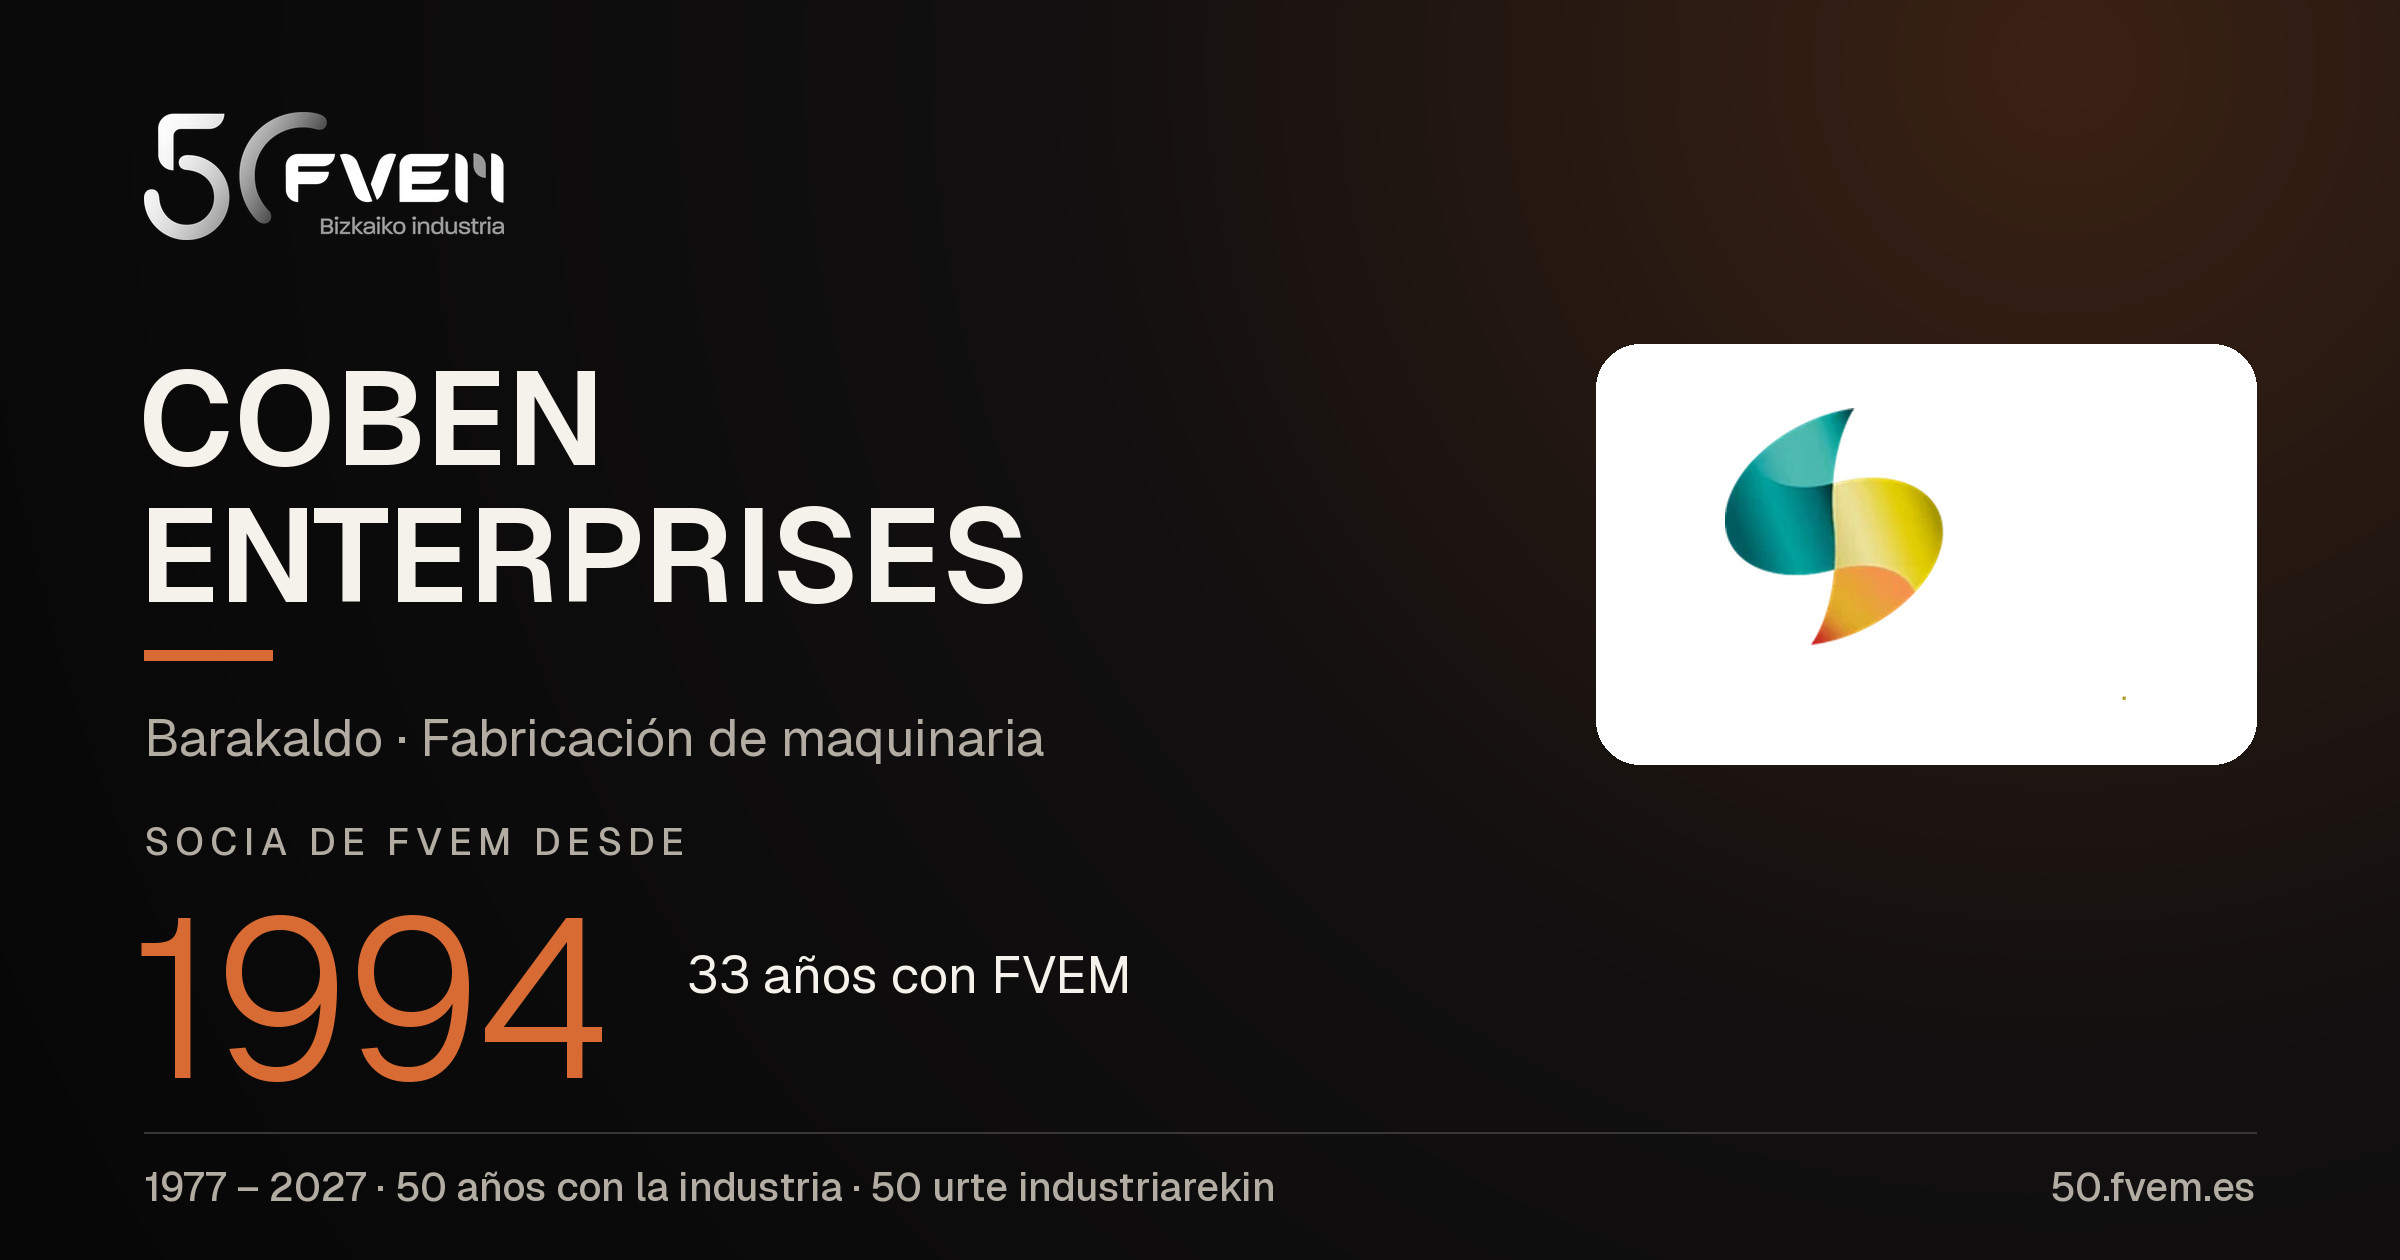 50 FVEM
Bizkaiko industria
COBEN
ENTERPRISES
Barakaldo · Fabricación de maquinaria
SOCIA DE FVEM DESDE
1994
33 años con FVEM
1977 – 2027 · 50 años con la industria · 50 urte industriarekin
50.fvem.es